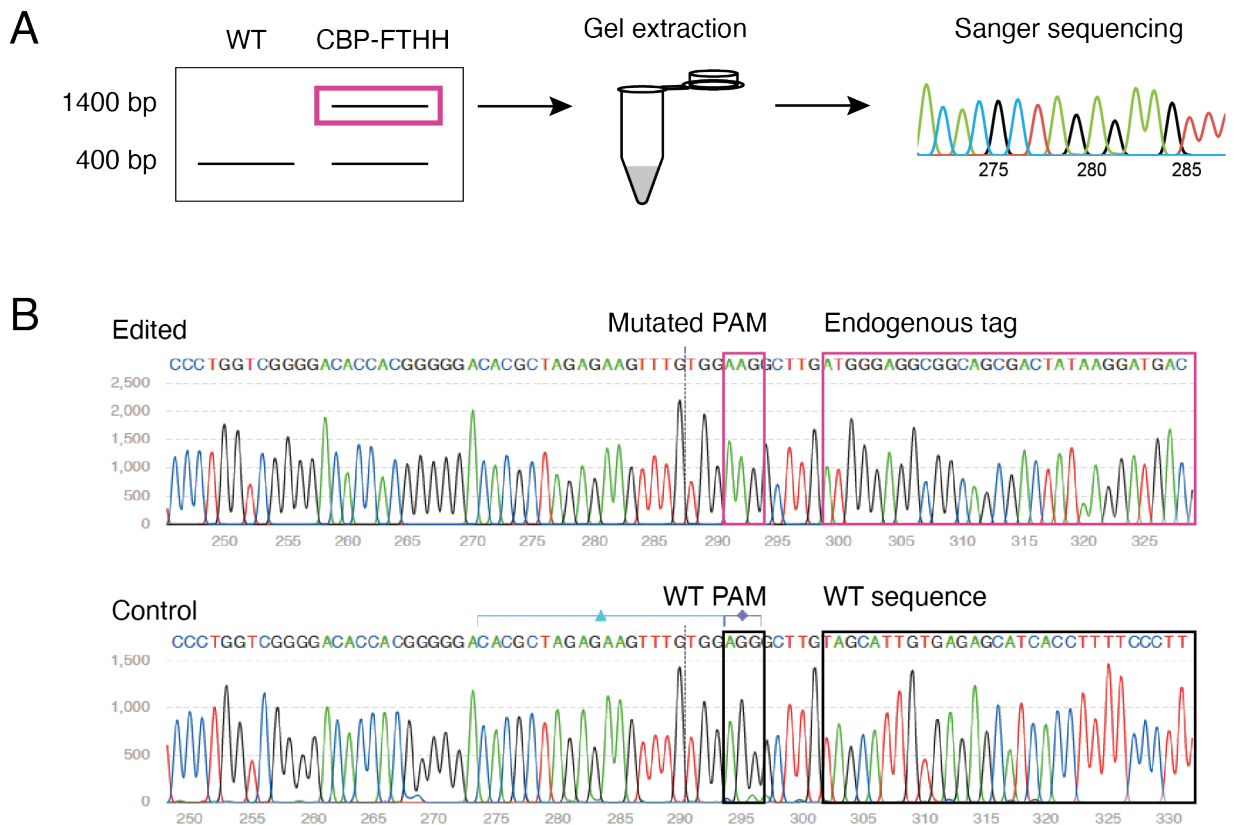 A
WT CBP-FTHH
Gel extraction
Sanger sequencing
1400 bp
400 bp
275 280 285
B
Edited
Mutated PAM
Endogenous tag
CCCTGGTCGGGGACACCACGGGGGACACGCTAGAGAAGTTTGTGGAAGGCTTGATGGGAGGCGGCAGCGACTATAAGGATGAC
2,500
2,000
1,500
1,000
500
0
250 255 260 265 270 275 280 285 290 295 300 305 310 315 320 325
Control
WT PAM
WT sequence
CCCTGGTCGGGGACACCACGGGGGACACGCTAGAGAAGTTTGTGGAGGGCTTGTAGCATTGTGAGAGCATCACCTTTTCCCTT
1,500
1,000
500
0
250 255 260 265 270 275 280 285 290 295 300 305 310 315 320 325 330